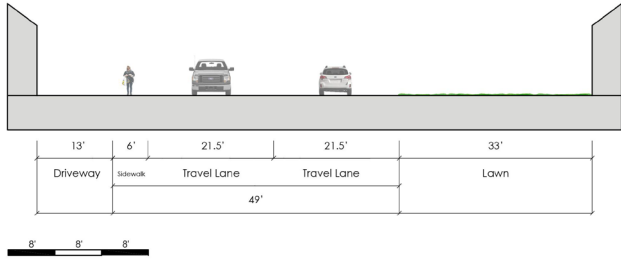 13' 6' 21.5' 21.5' 33'
Driveway Sidewalk Travel Lane Travel Lane Lawn
49'
8' 8' 8'